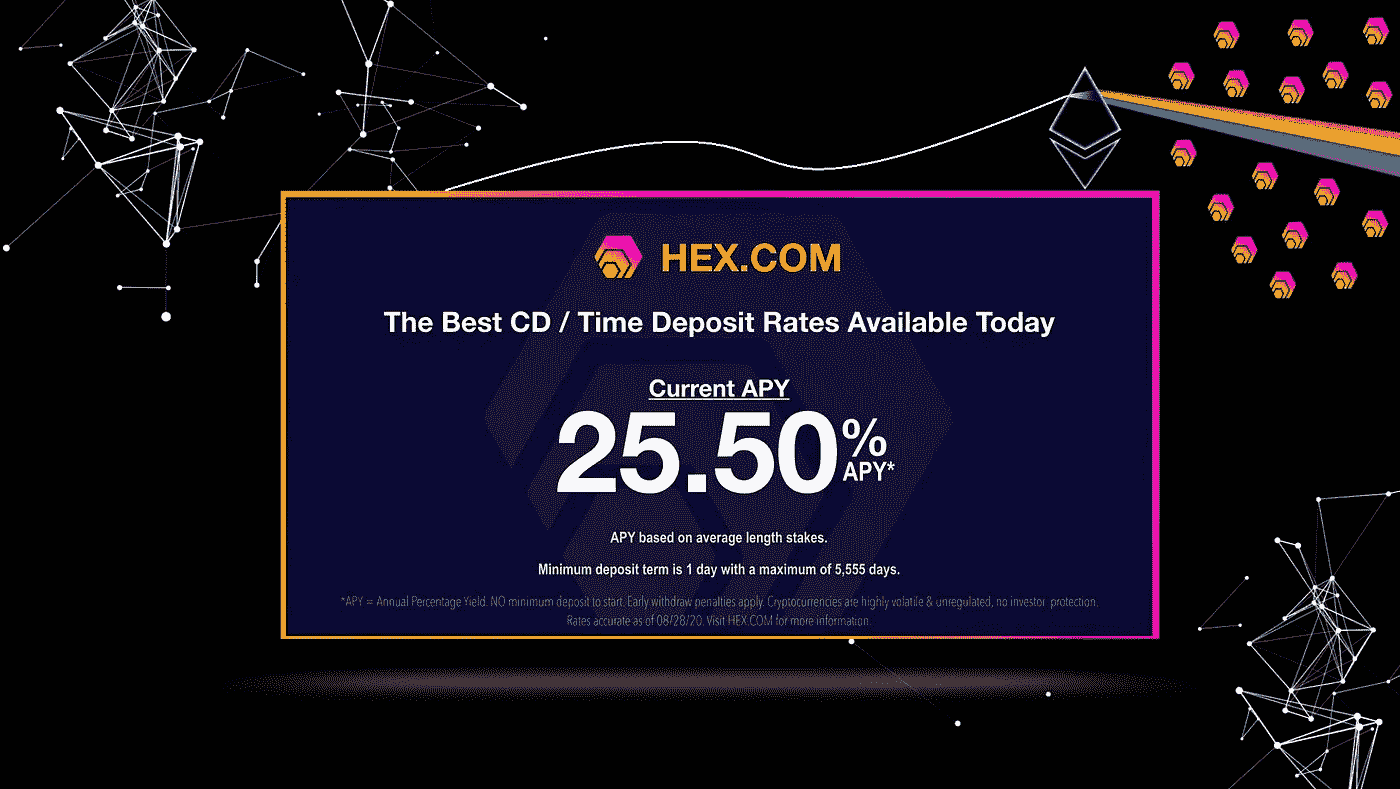 HEX.COM
The Best CD / Time Deposit Rates Available Today
Current APY
25.50%
APY*
APY based on average length stakes.
Minimum deposit term is 1 day with a maximum of 5,555 days.
*APY = Annual Percentage Yield. NO minimum deposit to start. Early withdraw penalties apply. Cryptocurrencies are highly volatile & unregulated, no investor protection.
Rates accurate as of 08/28/20. Visit HEX.COM for more information.